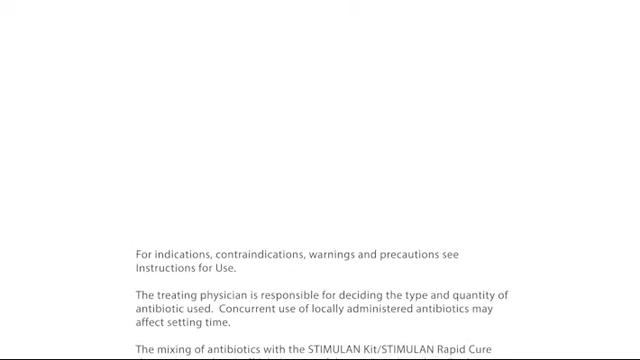 For indications, contraindications, warnings and precautions see
Instructions for Use.
The treating physician is responsible for deciding the type and quantity of
antibiotic used.  Concurrent use of locally administered antibiotics may
affect setting time.
The mixing of antibiotics with the STIMULAN Kit/STIMULAN Rapid Cure